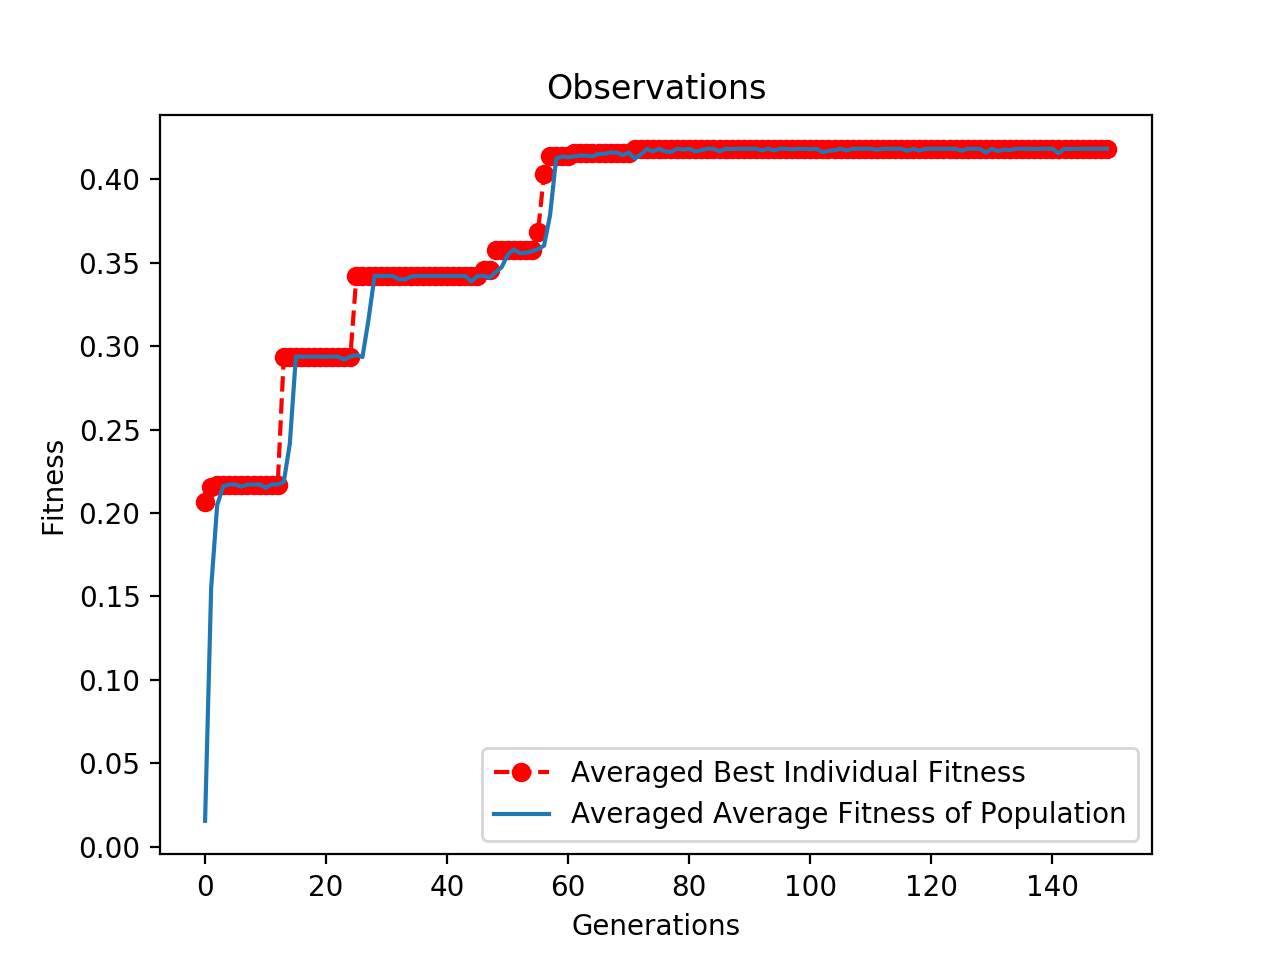 Observations
0.40
0.35
0.30
0.25
0.20
0.15
0.10
0.05
0.00
Fitness
Averaged Best Individual Fitness
Averaged Average Fitness of Population
0 20 40 60 80 100 120 140
Generations